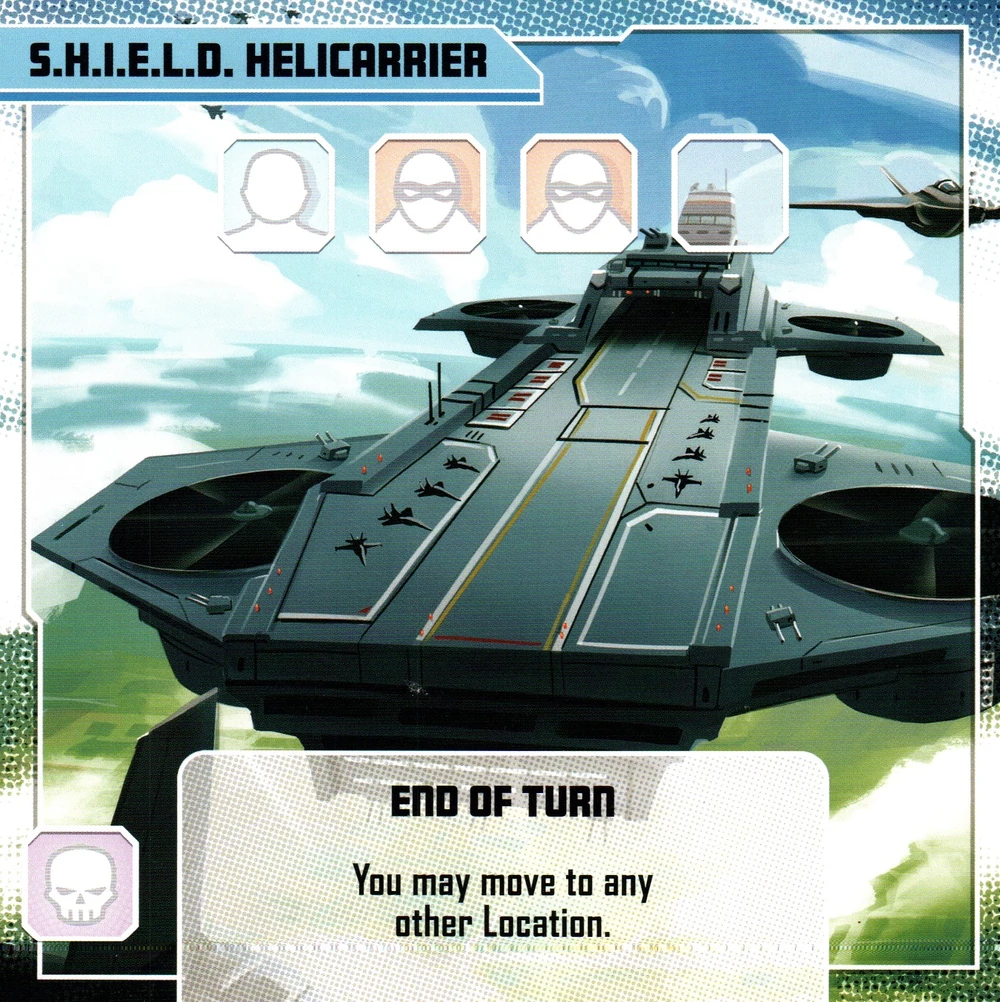 S.H.I.E.L.D. HELICARRIER
END OF TURN
You may move to any
other Location.